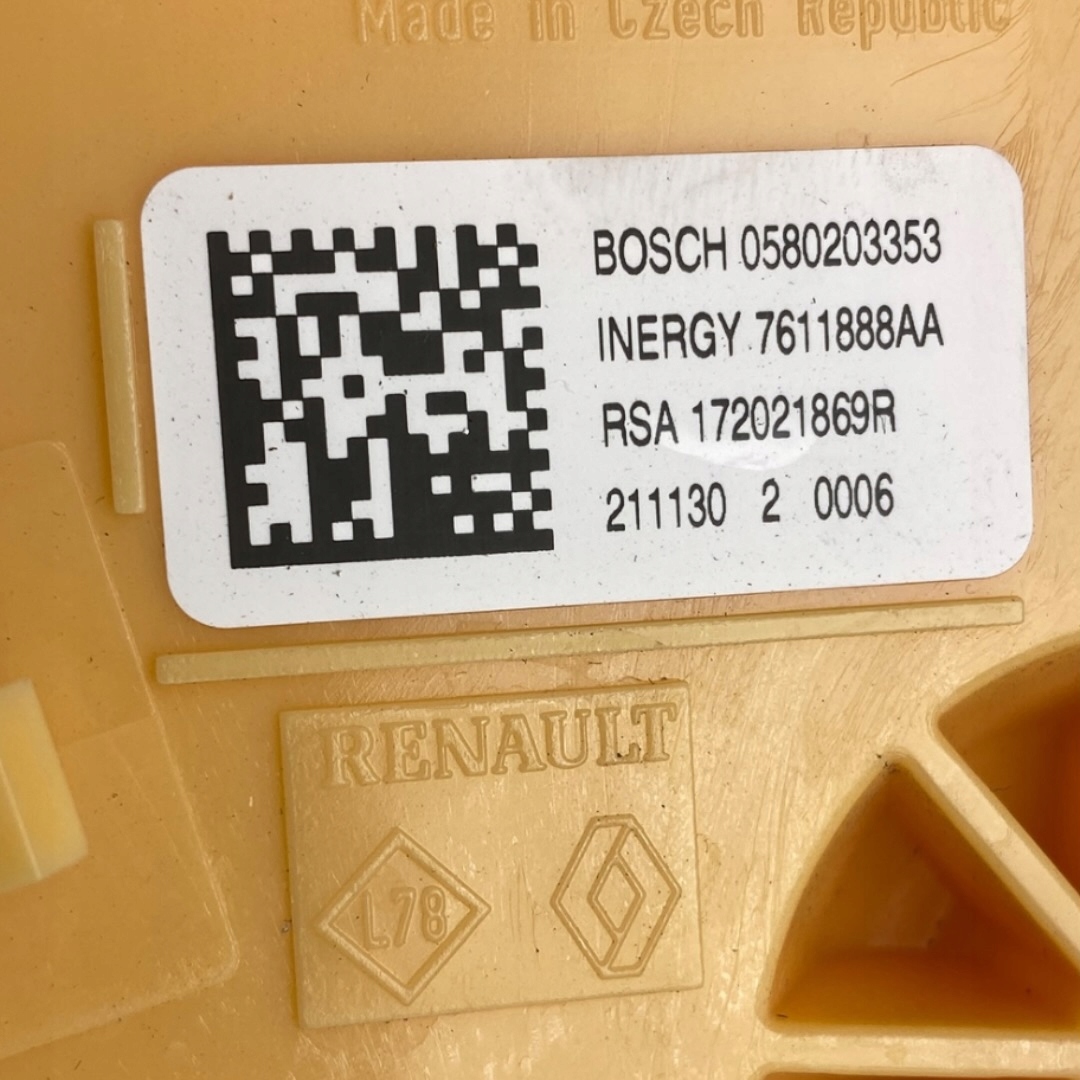 Made in Czech Republic
BOSCH 0580203353
INERGY 7611888AA
RSA 172021869R
211130 2 0006
RENAULT
L78